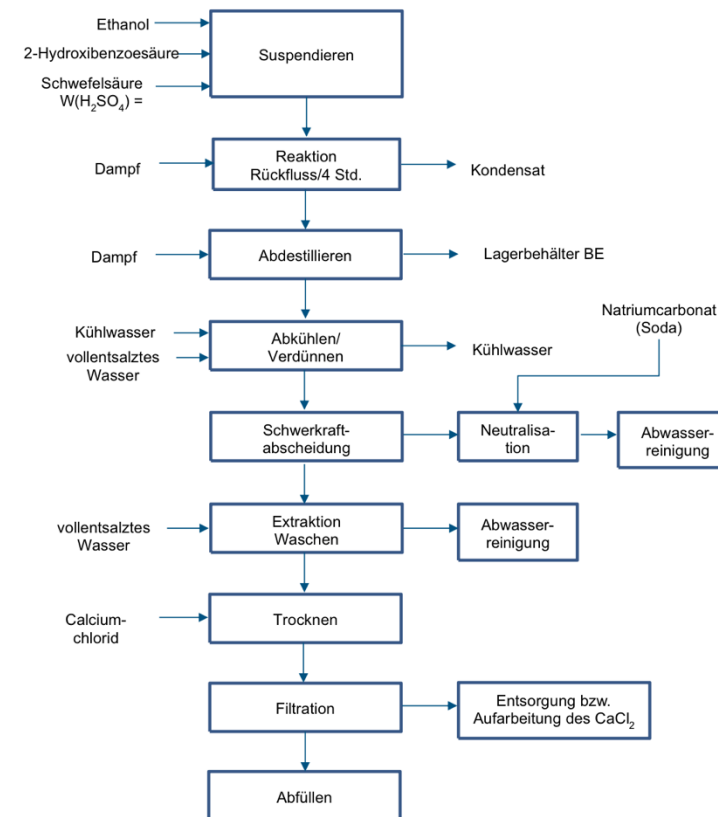 Ethanol
2-Hydroxibenzoesäure
Schwefelsäure
W(H₂SO₄) =
Suspendieren
Dampf
Reaktion
Rückfluss/4 Std.
Kondensat
Dampf
Abdestillieren
Lagerbehälter BE
Kühlwasser
vollentsalztes
Wasser
Abkühlen/
Verdünnen
Kühlwasser
Natriumcarbonat
(Soda)
Schwerkraft-
abscheidung
Neutralisa-
tion
Abwasser-
reinigung
vollentsalztes
Wasser
Extraktion
Waschen
Abwasser-
reinigung
Calcium-
chlorid
Trocknen
Filtration
Entsorgung bzw.
Aufarbeitung des CaCl₂
Abfüllen